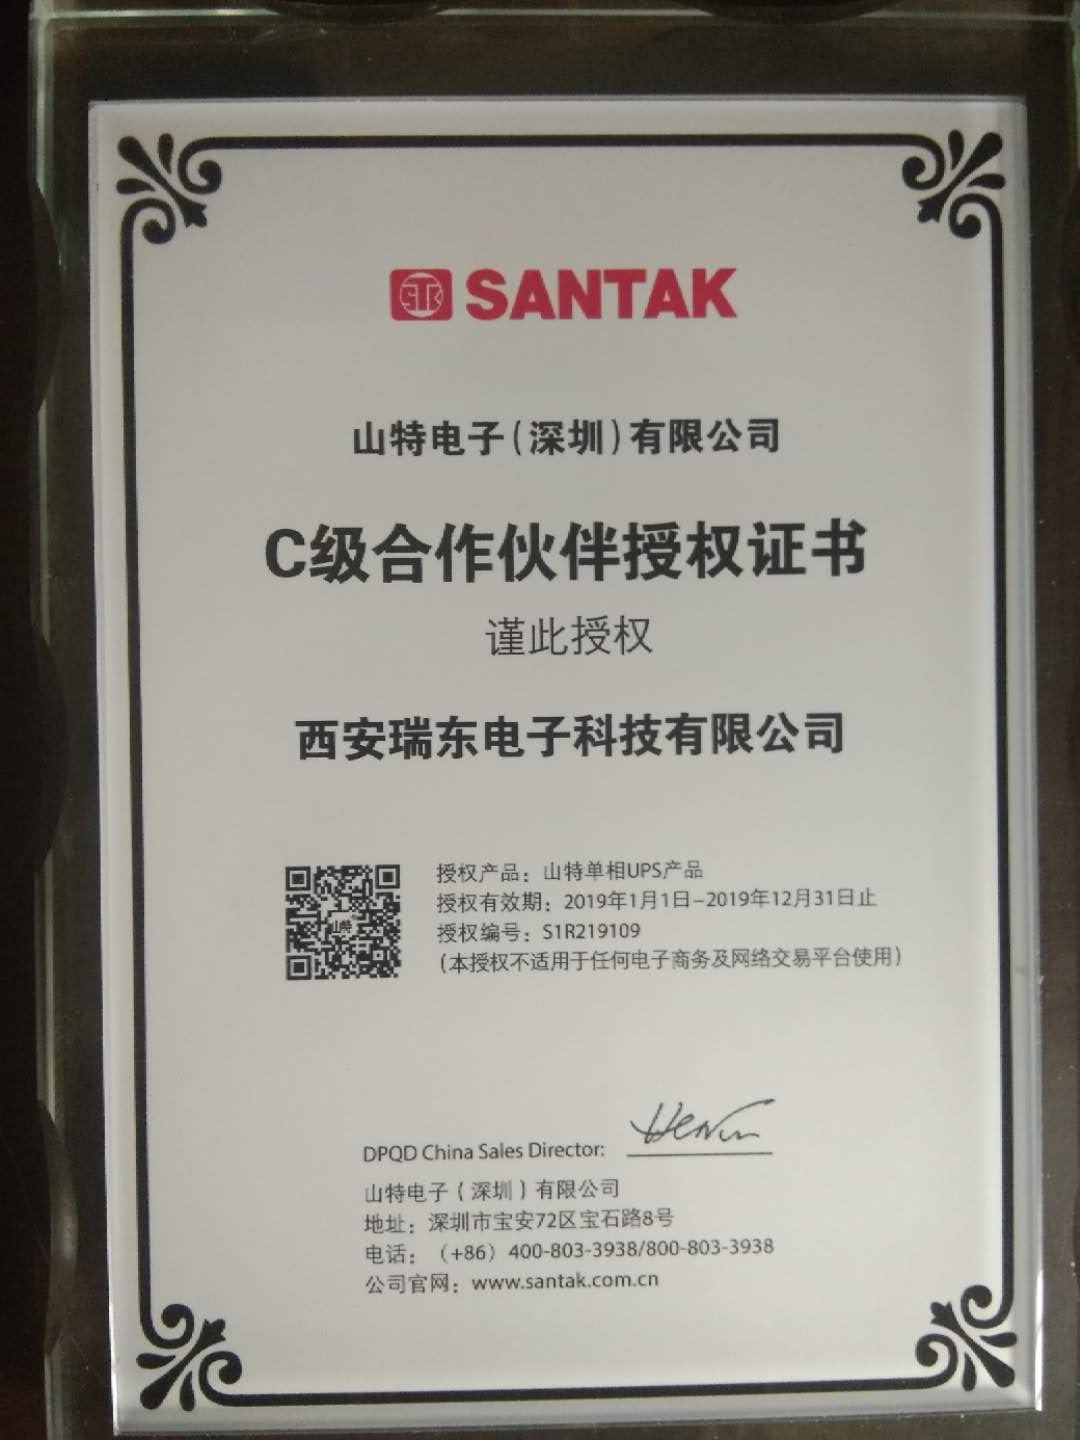 SANTAK
山特电子(深圳)有限公司
C级合作伙伴授权证书
谨此授权
西安瑞东电子科技有限公司
山特
授权产品：山特单相UPS产品
授权有效期：2019年1月1日-2019年12月31日止
授权编号：S1R219109
(本授权不适用于任何电子商务及网络交易平台使用)
DPQD China Sales Director:
山特电子(深圳)有限公司
地址：深圳市宝安72区宝石路8号
电话：(+86) 400-803-3938/800-803-3938
公司官网：www.santak.com.cn